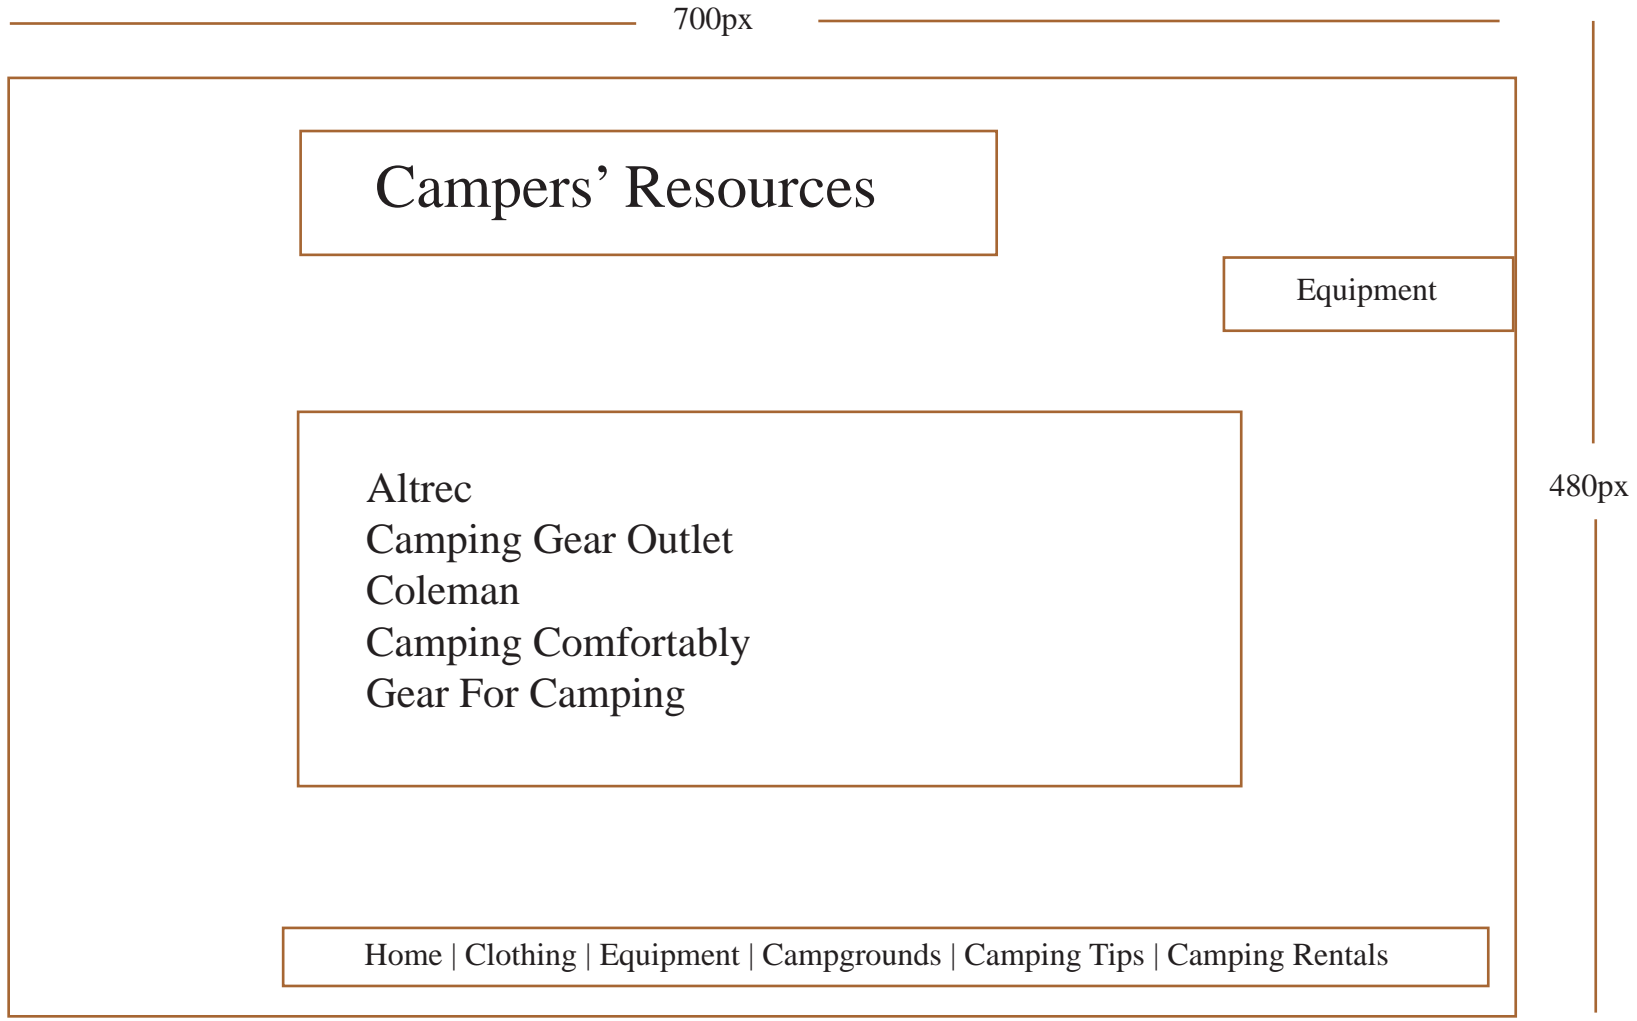 700px
Campers’ Resources
Equipment
Altrec
Camping Gear Outlet
480px
Coleman
Camping Comfortably
Gear For Camping
Home | Clothing | Equipment | Campgrounds | Camping Tips | Camping Rentals